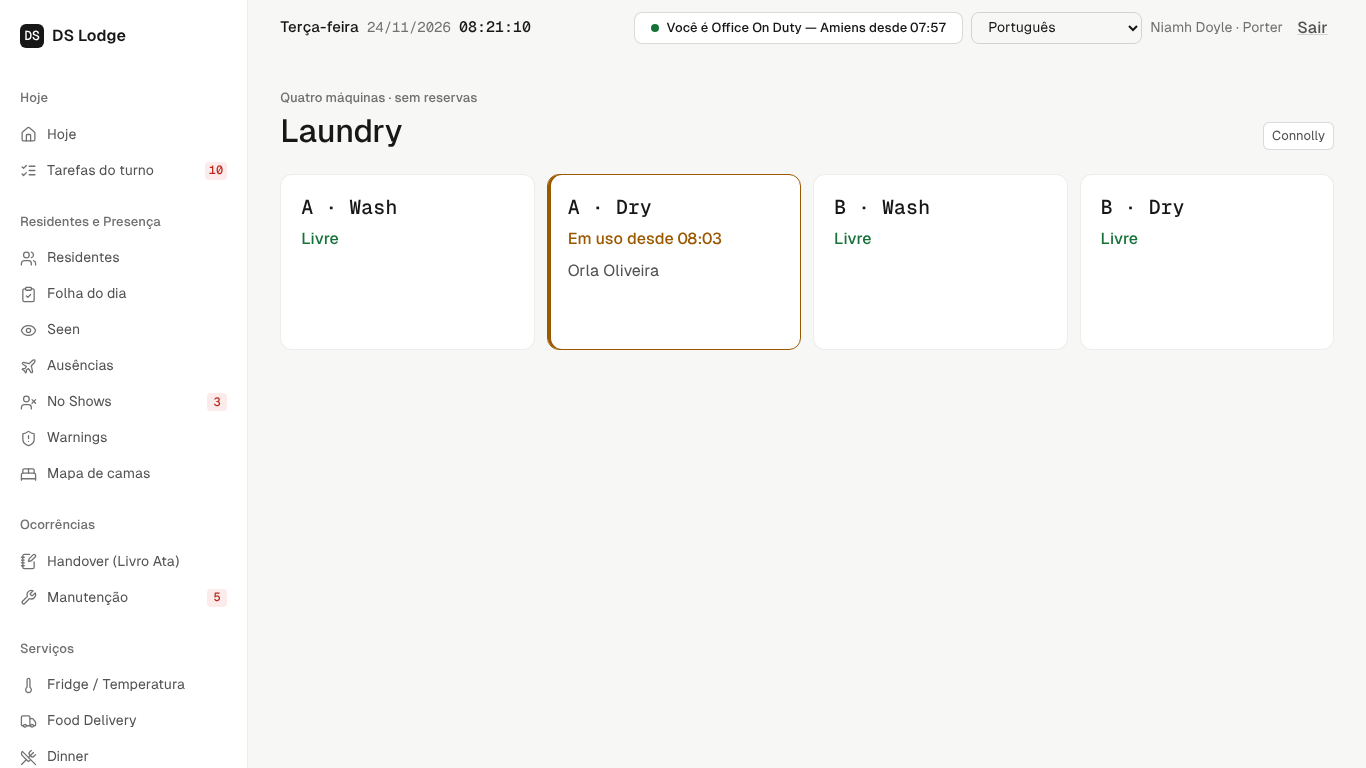 DS DS Lodge
Hoje
Hoje
Tarefas do turno 10
Residentes e Presença
Residentes
Folha do dia
Seen
Ausências
No Shows 3
Warnings
Mapa de camas
Ocorrências
Handover (Livro Ata)
Manutenção 5
Serviços
Fridge / Temperatura
Food Delivery
Dinner
Terça-feira 24/11/2026 08:21:10
Você é Office On Duty — Amiens desde 07:57
Português
Niamh Doyle · Porter
Sair
Quatro máquinas · sem reservas
Laundry
Connolly
A · Wash
Livre
A · Dry
Em uso desde 08:03
Orla Oliveira
B · Wash
Livre
B · Dry
Livre